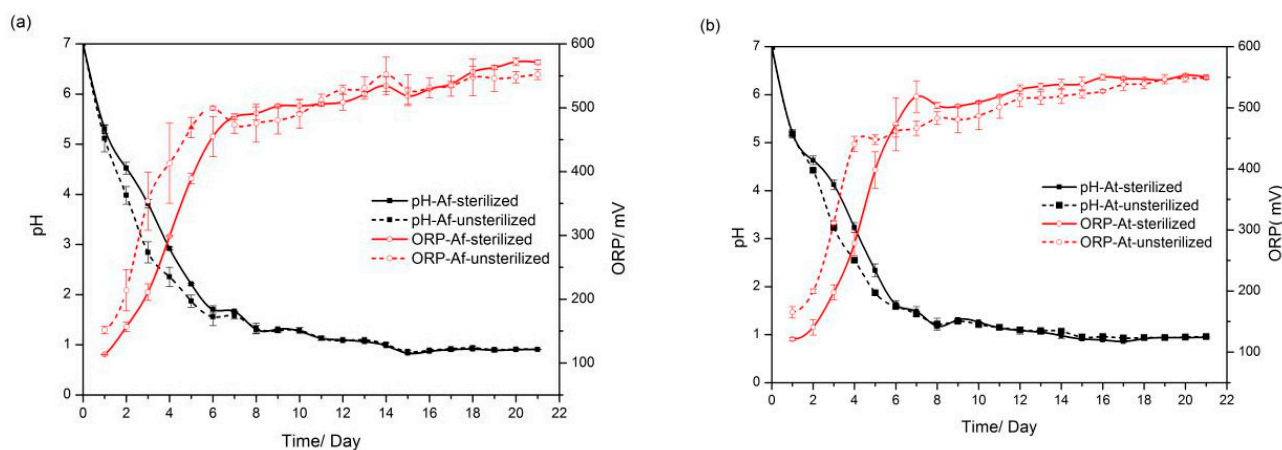 (a)
7
6
5
4
3
2
1
0
pH
600
500
400
300
200
100
ORP/ mV
pH-Af-sterilized
pH-Af-unsterilized
ORP-Af-sterilized
ORP-Af-unsterilized
0 2 4 6 8 10 12 14 16 18 20 22
Time/ Day
(b)
7
6
5
4
3
2
1
0
pH
600
500
400
300
200
100
ORP( mV
pH-At-sterilized
pH-At-unsterilized
ORP-At-sterilized
ORP-At-unsterilized
0 2 4 6 8 10 12 14 16 18 20 22
Time/ Day